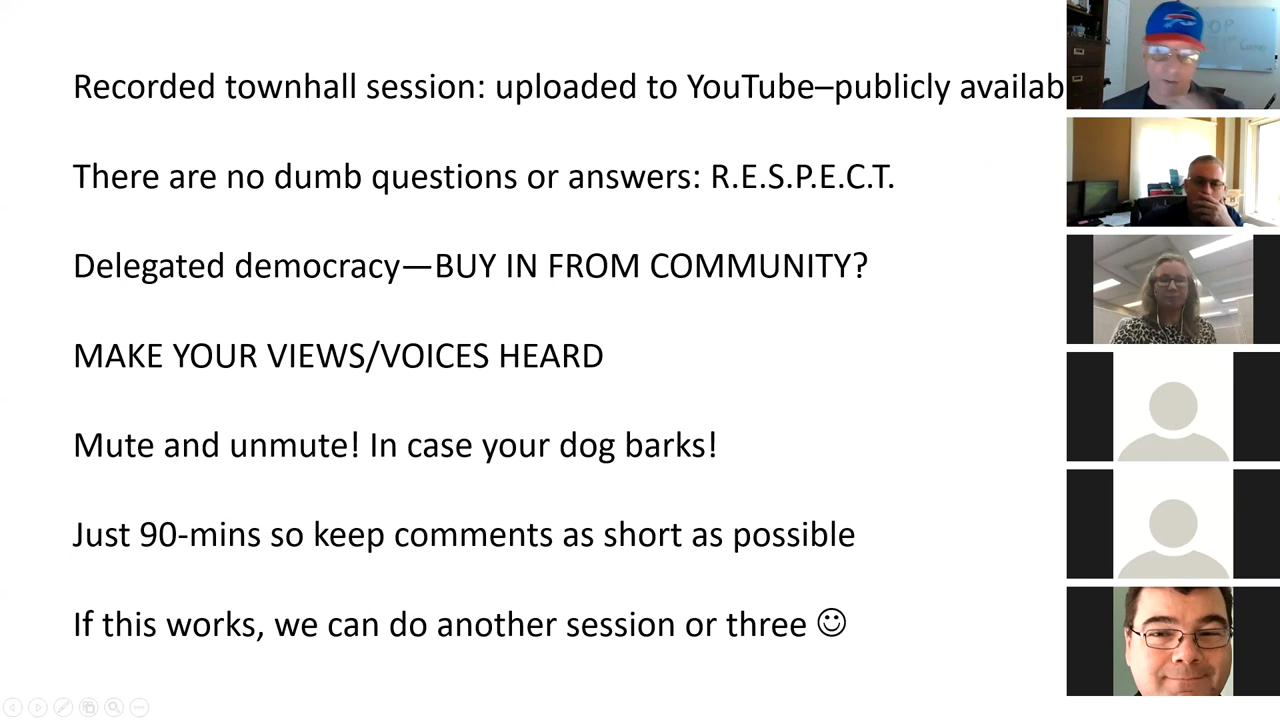 Recorded townhall session: uploaded to YouTube–publicly availab
There are no dumb questions or answers: R.E.S.P.E.C.T.
Delegated democracy—BUY IN FROM COMMUNITY?
MAKE YOUR VIEWS/VOICES HEARD
Mute and unmute! In case your dog barks!
Just 90-mins so keep comments as short as possible
If this works, we can do another session or three ☺